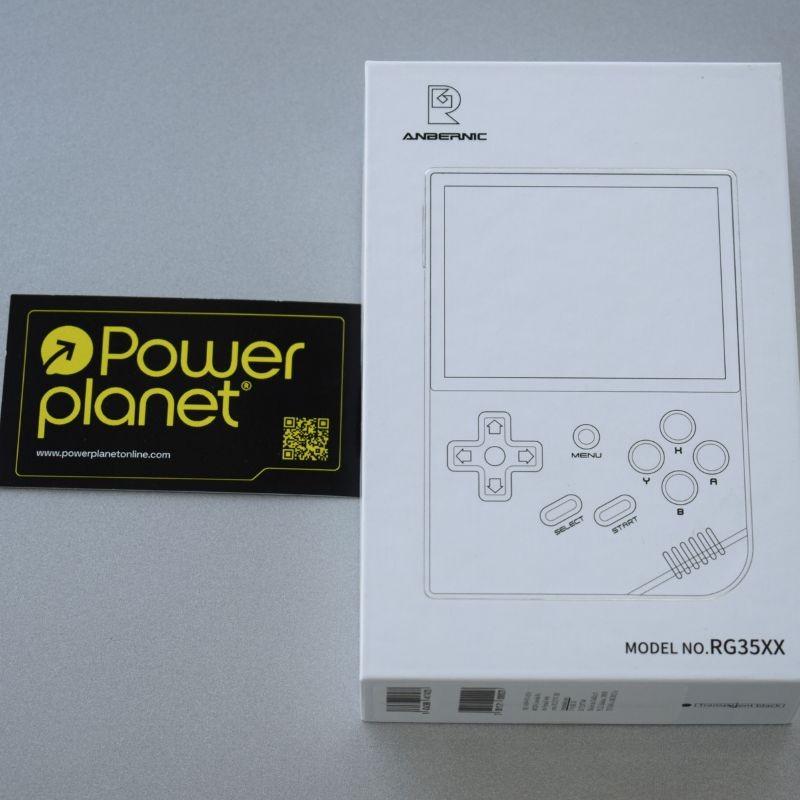 ANBERNIC
Power
planet®
www.powerplanetonline.com
MENU
X
Y
A
B
SELECT
START
MODEL NO.RG35XX